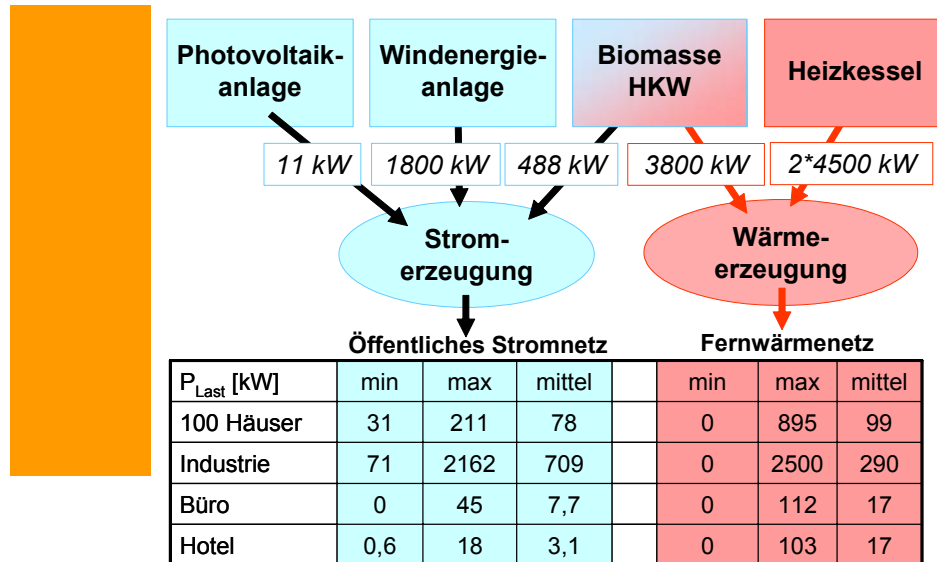 Photovoltaik-
anlage
Windenergie-
anlage
Biomasse
HKW
Heizkessel
11 kW
1800 kW
488 kW
3800 kW
2*4500 kW
Strom-
erzeugung
Wärme-
erzeugung
Öffentliches Stromnetz
Fernwärmenetz
P_Last [kW] min max mittel min max mittel
100 Häuser 31 211 78 0 895 99
Industrie 71 2162 709 0 2500 290
Büro 0 45 7,7 0 112 17
Hotel 0,6 18 3,1 0 103 17